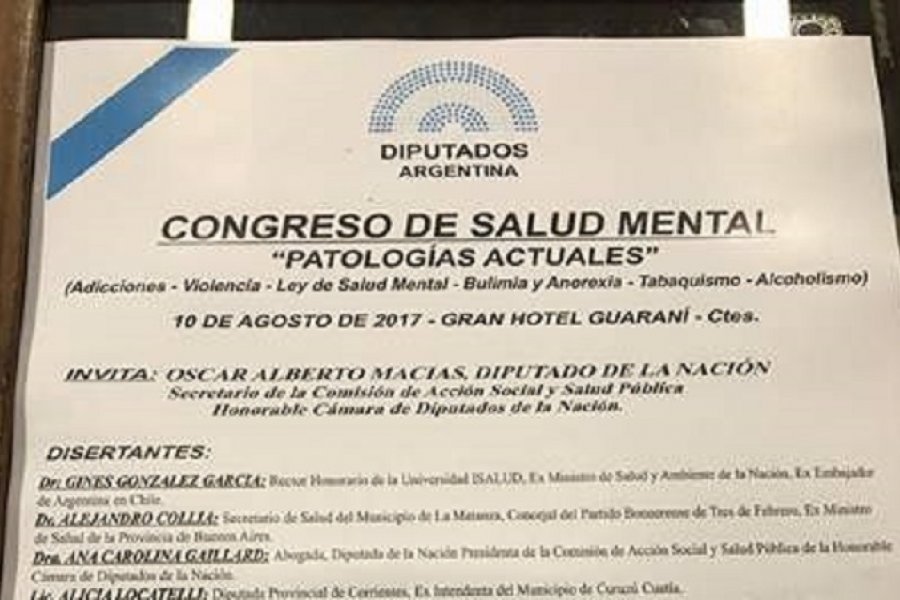 DIPUTADOS
ARGENTINA
CONGRESO DE SALUD MENTAL
“PATOLOGÍAS ACTUALES”
(Adicciones - Violencia - Ley de Salud Mental - Bulimia y Anorexia - Tabaquismo - Alcoholismo)
10 DE AGOSTO DE 2017 - GRAN HOTEL GUARANÍ - Ctes.
INVITA: OSCAR ALBERTO MACIAS, DIPUTADO DE LA NACIÓN
Secretario de la Comisión de Acción Social y Salud Pública
Honorable Cámara de Diputados de la Nación.
DISERTANTES:
Dr. GINES GONZALEZ GARCIA: Rector Honorario de la Universidad ISALUD, Ex Ministro de Salud y Ambiente de la Nación, Ex Embajador
de Argentina en Chile.
Dr. ALEJANDRO COLLIA: Secretario de Salud del Municipio de La Matanza, Concejal del Partido Bonaerense de Tres de Febrero, Ex Ministro
de Salud de la Provincia de Buenos Aires.
Dra. ANA CAROLINA GAILLARD: Abogada, Diputada de la Nación Presidenta de la Comisión de Acción Social y Salud Pública de la Honorable
Cámara de Diputados de la Nación.
Lic. ALICIA LOCATELLI: Diputada Provincial de Corrientes, Ex Intendenta del Municipio de Curuzú Cuatia.